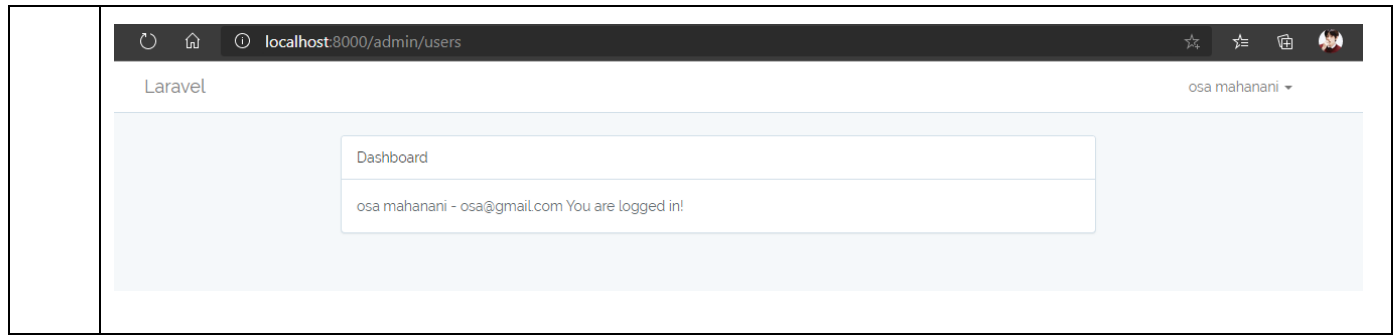 localhost:8000/admin/users
Laravel
osa mahanani
Dashboard
osa mahanani - osa@gmail.com You are logged in!